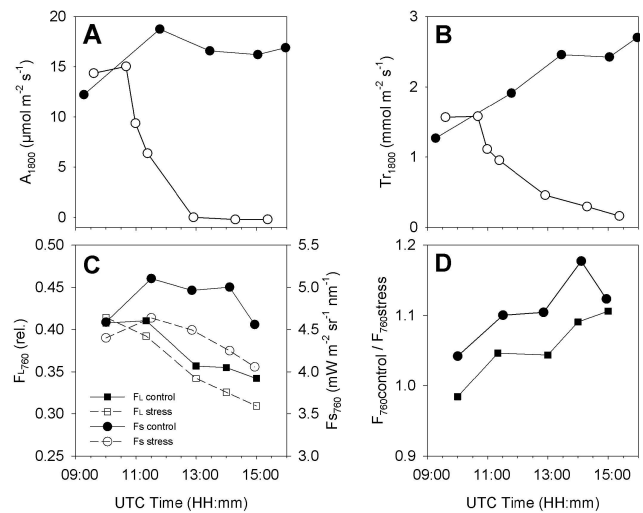 A
20
15
10
5
0
A1800 (µmol m-2 s-1)
B
4
3
2
1
0
Tr1800 (mmol m-2 s-1)
C
0.50
0.45
0.40
0.35
0.30
0.25
FL760 (rel.)
5.5
5.0
4.5
4.0
3.5
3.0
Fs760 (mW m-2 sr-1 nm-1)
FL control
FL stress
Fs control
Fs stress
09:00 11:00 13:00 15:00
UTC Time (HH:mm)
D
1.2
1.1
1.0
0.9
F760control / F760stress
09:00 11:00 13:00 15:00
UTC Time (HH:mm)